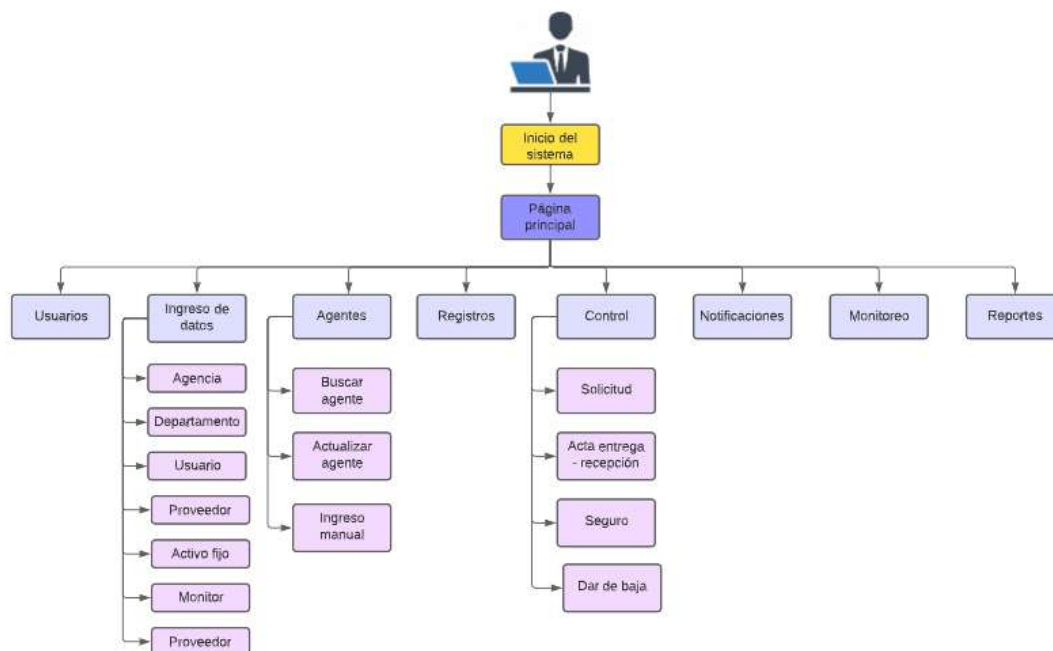 Inicio del
sistema
Página
principal
Usuarios
Ingreso de
datos
Agentes
Registros
Control
Notificaciones
Monitoreo
Reportes
Agencia
Departamento
Usuario
Proveedor
Activo fijo
Monitor
Proveedor
Buscar
agente
Actualizar
agente
Ingreso
manual
Solicitud
Acta entrega
- recepción
Seguro
Dar de baja